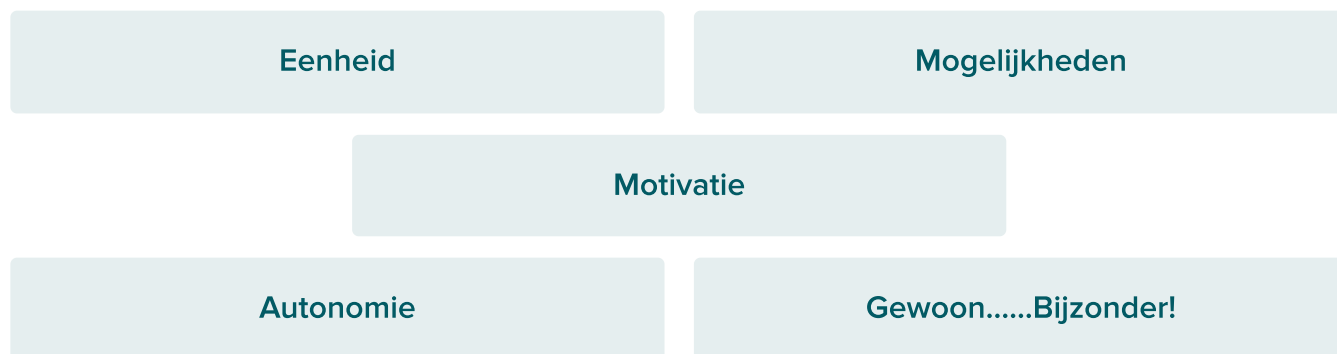 Eenheid
Mogelijkheden
Motivatie
Autonomie
Gewoon......Bijzonder!